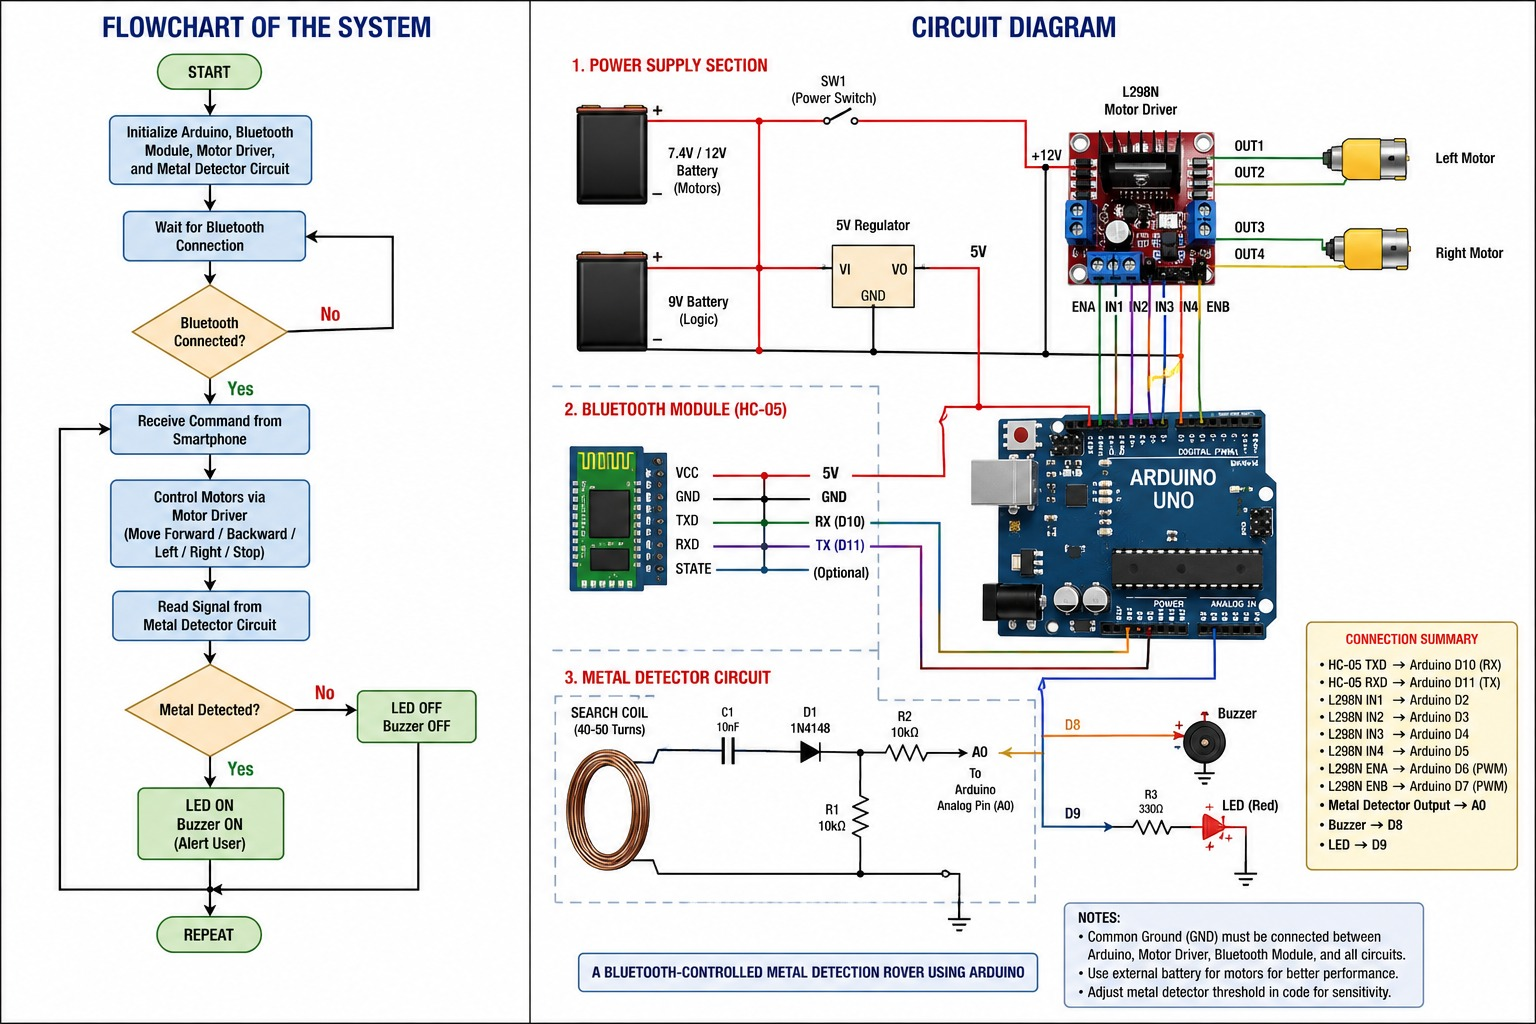 FLOWCHART OF THE SYSTEM
START
Initialize Arduino, Bluetooth
Module, Motor Driver,
and Metal Detector Circuit
Wait for Bluetooth
Connection
Bluetooth
Connected?
No
Yes
Receive Command from
Smartphone
Control Motors via
Motor Driver
(Move Forward / Backward /
Left / Right / Stop)
Read Signal from
Metal Detector Circuit
Metal Detected?
No
LED OFF
Buzzer OFF
Yes
LED ON
Buzzer ON
(Alert User)
REPEAT
CIRCUIT DIAGRAM
1. POWER SUPPLY SECTION
+
7.4V / 12V
Battery
(Motors)
−
SW1
(Power Switch)
+12V
L298N
Motor Driver
OUT1
OUT2
Left Motor
OUT3
OUT4
Right Motor
+
9V Battery
(Logic)
−
5V Regulator
VI
VO
GND
5V
ENA
IN1
IN2
IN3
IN4
ENB
2. BLUETOOTH MODULE (HC-05)
VCC
5V
GND
GND
TXD
RX (D10)
RXD
TX (D11)
STATE
(Optional)
DOGITAL PWM1
ARDUINO
UNO
POWER
ANALOG IN
3. METAL DETECTOR CIRCUIT
SEARCH COIL
(40-50 Turns)
C1
10nF
D1
1N4148
R2
10kΩ
A0
To
Arduino
Analog Pin (A0)
R1
10kΩ
D8
+
-
Buzzer
D9
R3
330Ω
LED (Red)
+
+
CONNECTION SUMMARY
• HC-05 TXD → Arduino D10 (RX)
• HC-05 RXD → Arduino D11 (TX)
• L298N IN1 → Arduino D2
• L298N IN2 → Arduino D3
• L298N IN3 → Arduino D4
• L298N IN4 → Arduino D5
• L298N ENA → Arduino D6 (PWM)
• L298N ENB → Arduino D7 (PWM)
• Metal Detector Output → A0
• Buzzer → D8
• LED → D9
NOTES:
• Common Ground (GND) must be connected between
Arduino, Motor Driver, Bluetooth Module, and all circuits.
• Use external battery for motors for better performance.
• Adjust metal detector threshold in code for sensitivity.
A BLUETOOTH-CONTROLLED METAL DETECTION ROVER USING ARDUINO